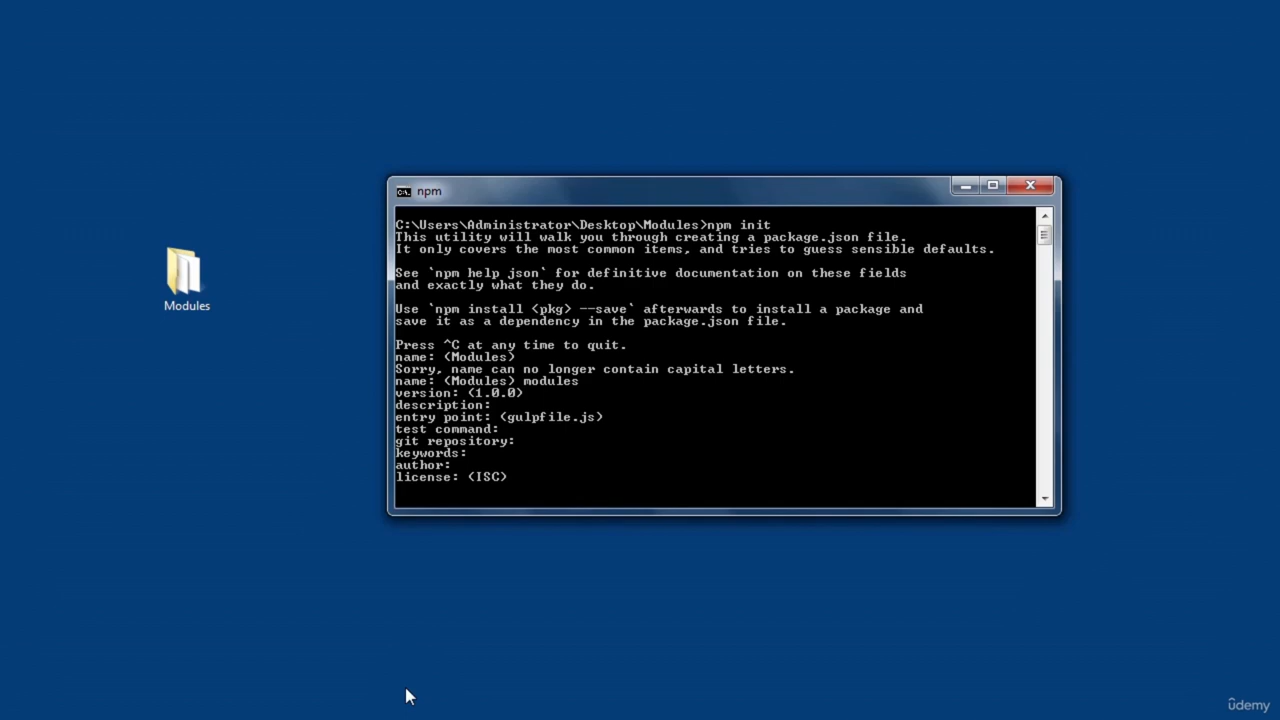 Modules
npm
C:\Users\Administrator\Desktop\Modules>npm init
This utility will walk you through creating a package.json file.
It only covers the most common items, and tries to guess sensible defaults.
See `npm help json` for definitive documentation on these fields
and exactly what they do.
Use `npm install <pkg> --save` afterwards to install a package and
save it as a dependency in the package.json file.
Press ^C at any time to quit.
name: (Modules)
Sorry, name can no longer contain capital letters.
name: (Modules) modules
version: (1.0.0)
description:
entry point: (gulpfile.js)
test command:
git repository:
keywords:
author:
license: (ISC)
ûdemy